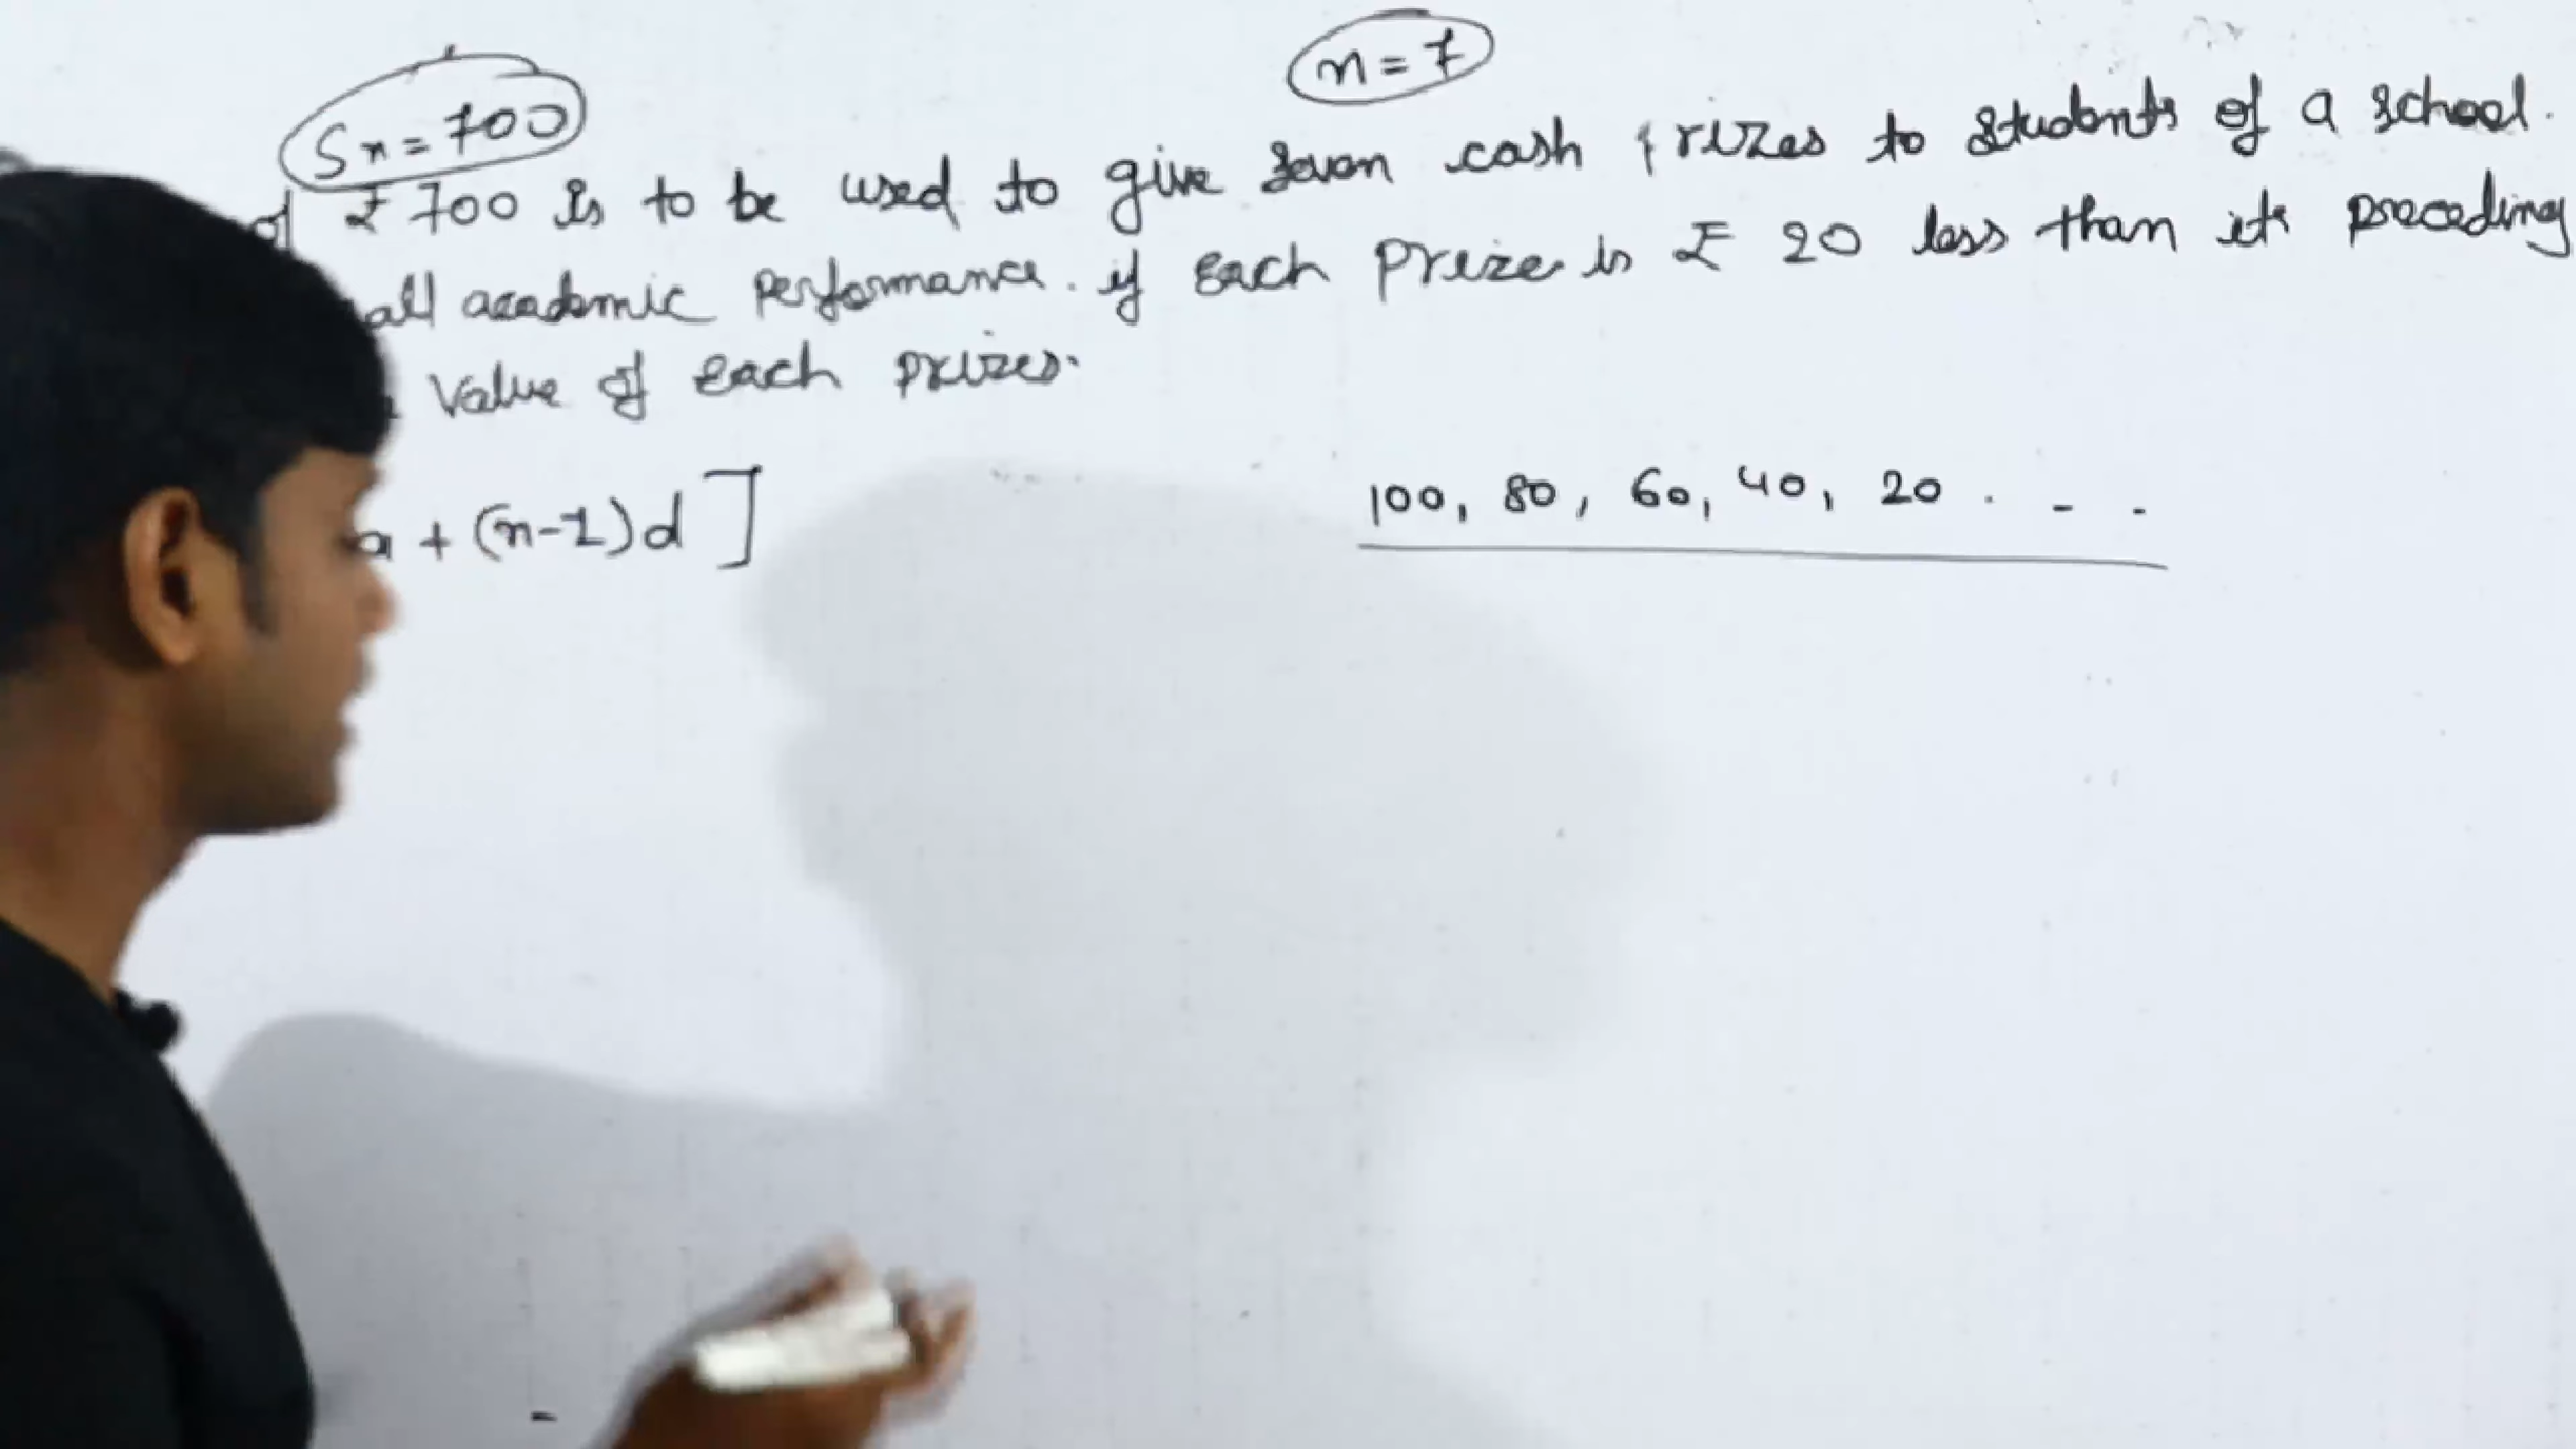 Sn = 700
n = 7
of ₹ 700 is to be used to give seven cash prizes to students of a school.
all academic performance. if each prize is ₹ 20 less than its preceding
value of each prizes.
a + (n-1)d ]
100, 80, 60, 40, 20 . - -